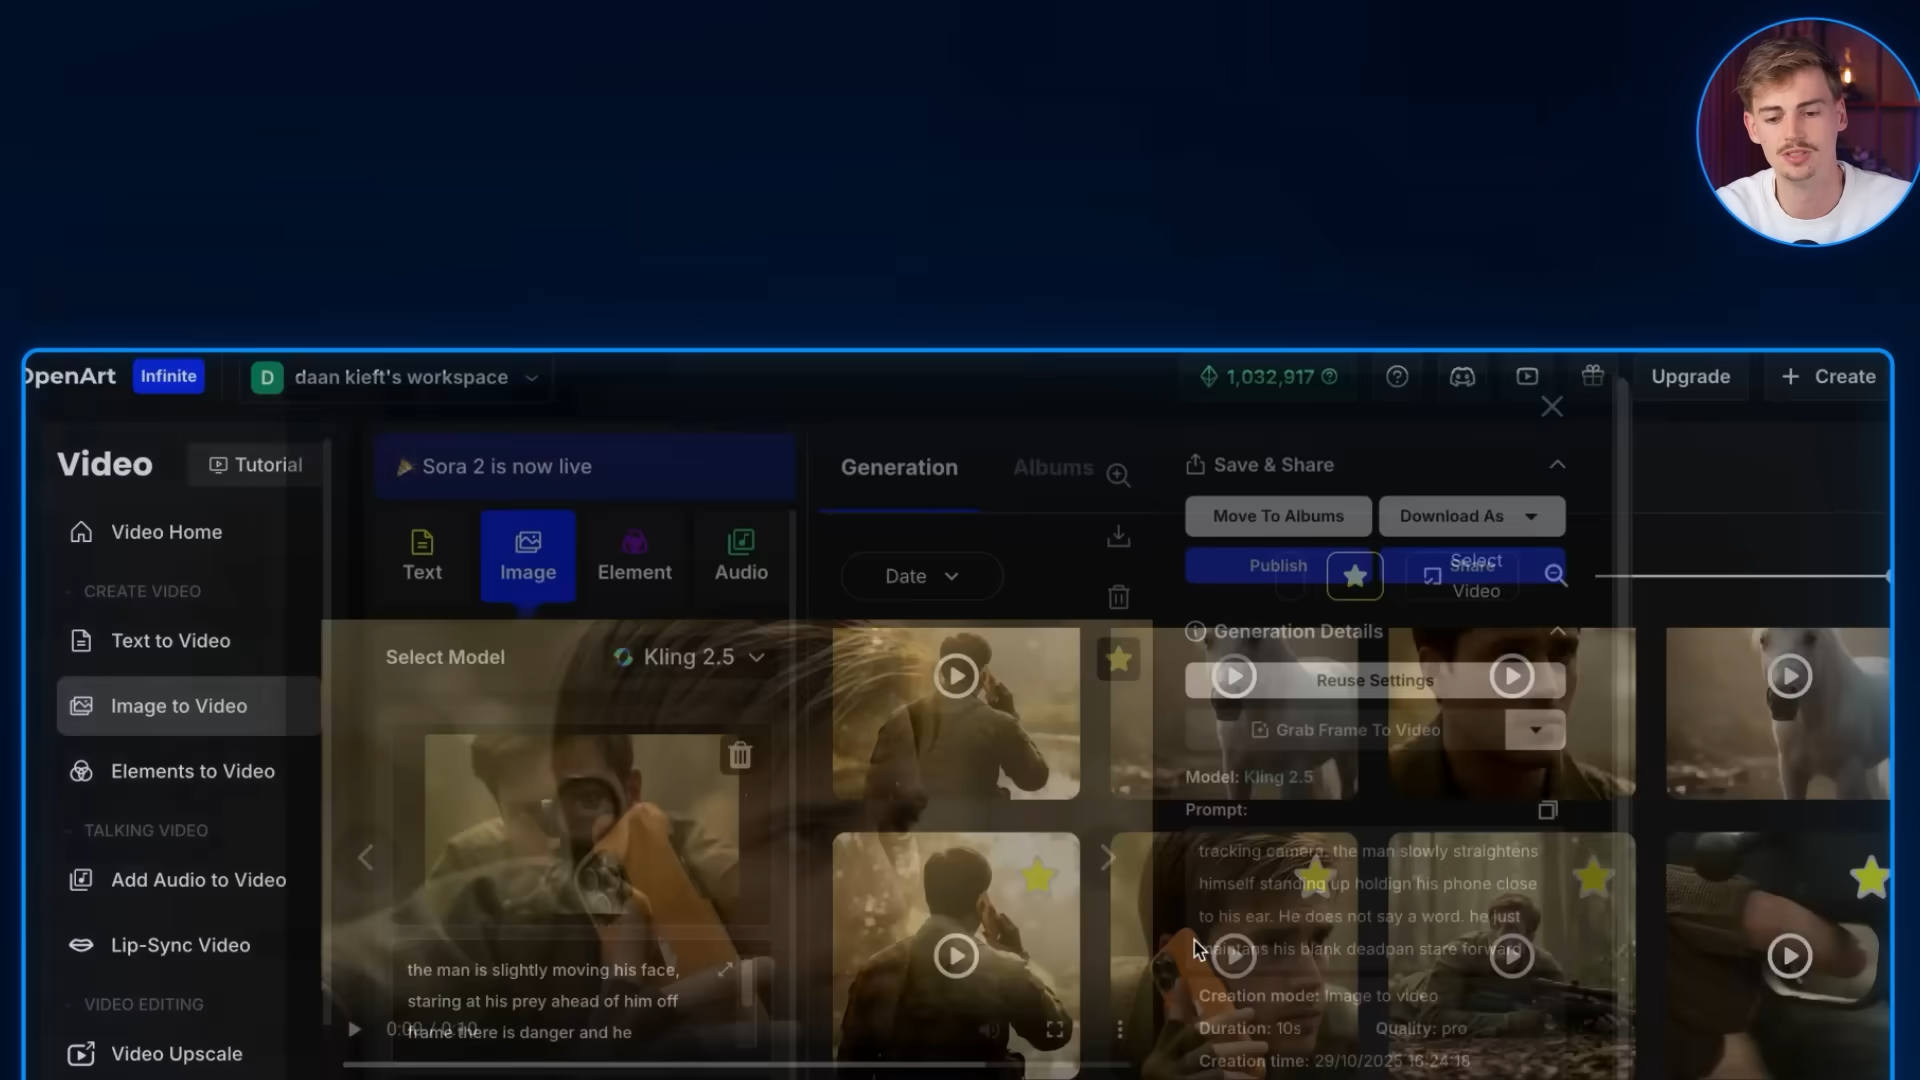 OpenArt
Infinite
D
daan kieft's workspace
1,032,917
Upgrade
+ Create
Video
Tutorial
Video Home
CREATE VIDEO
Text to Video
Image to Video
Elements to Video
TALKING VIDEO
Add Audio to Video
Lip-Sync Video
VIDEO EDITING
Video Upscale
Sora 2 is now live
Text
Image
Element
Audio
Select Model
Kling 2.5
the man is slightly moving his face,
staring at his prey ahead of him off
frame there is danger and he
Generation
Albums
Date
Save & Share
Move To Albums
Download As
Publish
Share
Select
Video
Generation Details
Reuse Settings
Grab Frame To Video
Model: Kling 2.5
Prompt:
tracking camera. the man slowly straightens
himself standing up holdign his phone close
to his ear. He does not say a word. he just
maintans his blank deadpan stare forward
Creation mode: Image to video
Duration: 10s
Quality: pro
Creation time: 29/10/2025 16:24:18